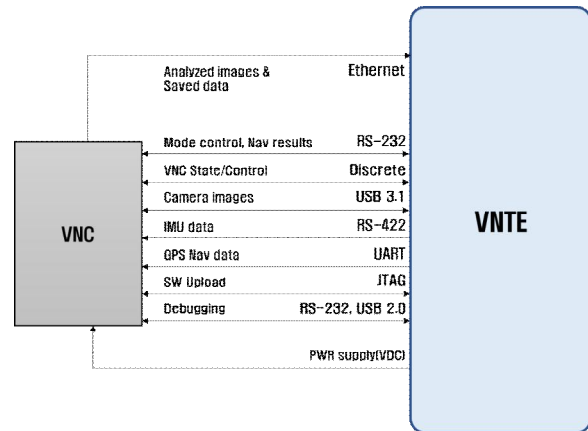 Analyzed images & Ethernet
Saved data
Mode control, Nav results RS-232
VNC State/Control Discrete
Camera images USB 3.1
VNC
IMU data RS-422
VNTE
GPS Nav data UART
SW Upload JTAG
Debugging RS-232, USB 2.0
PWR supply(VDC)